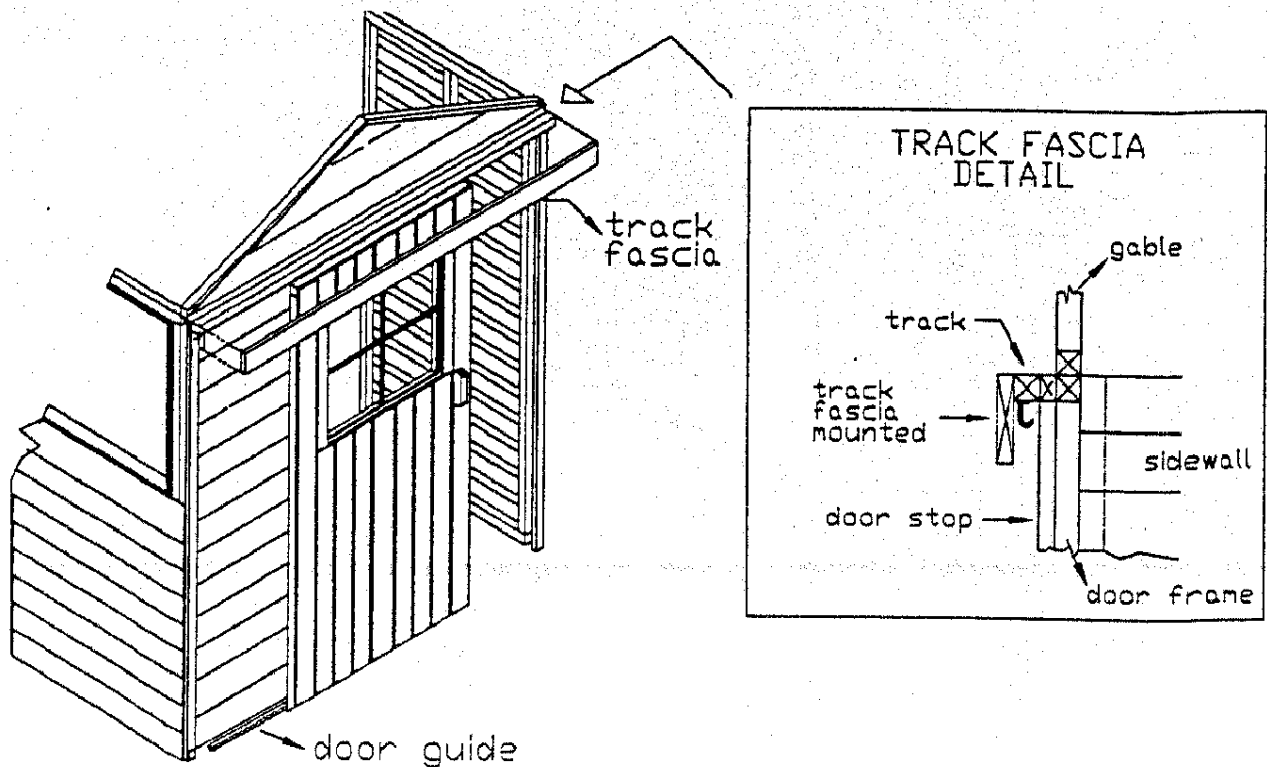 track
fascia
door guide
TRACK FASCIA
DETAIL
gable
track
track
fascia
mounted
sidewall
door stop
door frame